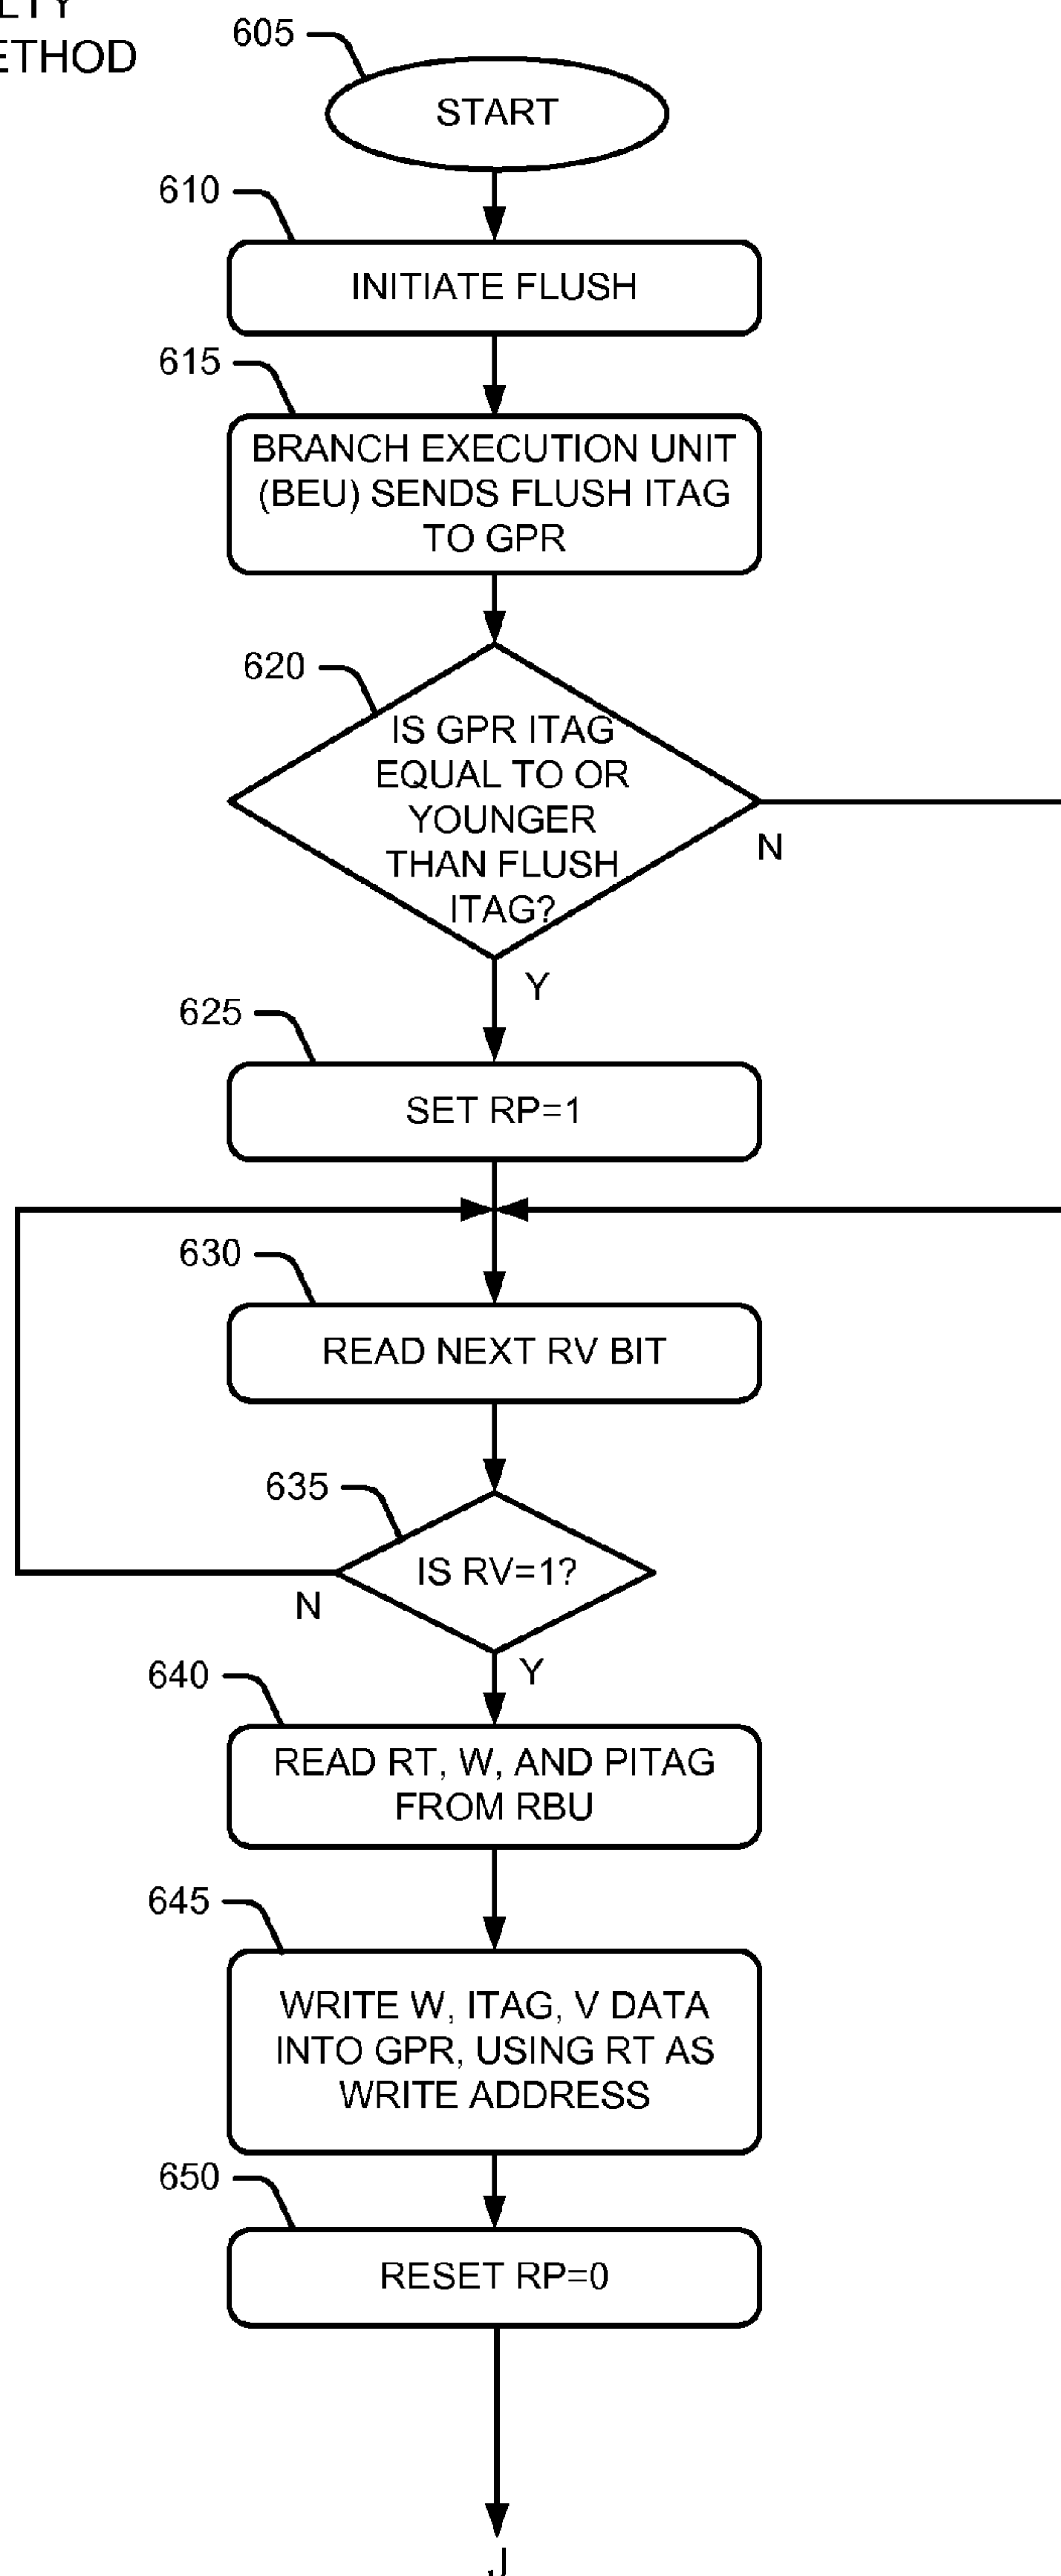 ETHOD
605
START
610
INITIATE FLUSH
615
BRANCH EXECUTION UNIT
(BEU) SENDS FLUSH ITAG
TO GPR
620
IS GPR ITAG
EQUAL TO OR
YOUNGER
THAN FLUSH
ITAG?
N
Y
625
SET RP=1
630
READ NEXT RV BIT
635
IS RV=1?
N
Y
640
READ RT, W, AND PITAG
FROM RBU
645
WRITE W, ITAG, V DATA
INTO GPR, USING RT AS
WRITE ADDRESS
650
RESET RP=0
J